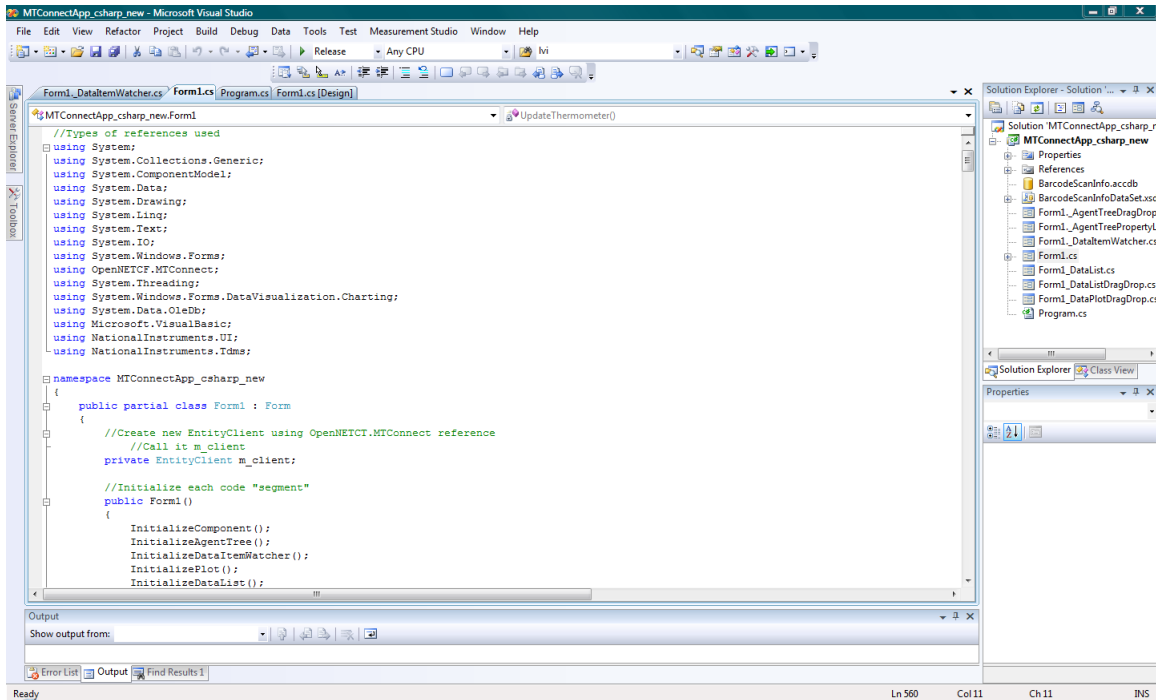 MTConnectApp_csharp_new - Microsoft Visual Studio
File Edit View Refactor Project Build Debug Data Tools Test Measurement Studio Window Help
Release Any CPU lvi
Form1._DataItemWatcher.cs Form1.cs Program.cs Form1.cs [Design]
MTConnectApp_csharp_new.Form1 UpdateThermometer()
Server Explorer
Toolbox
//Types of references used
using System;
using System.Collections.Generic;
using System.ComponentModel;
using System.Data;
using System.Drawing;
using System.Linq;
using System.Text;
using System.IO;
using System.Windows.Forms;
using OpenNETCF.MTConnect;
using System.Threading;
using System.Windows.Forms.DataVisualization.Charting;
using System.Data.OleDb;
using Microsoft.VisualBasic;
using NationalInstruments.UI;
using NationalInstruments.Tdms;
namespace MTConnectApp_csharp_new
{
public partial class Form1 : Form
{
//Create new EntityClient using OpenNETCT.MTConnect reference
//Call it m_client
private EntityClient m_client;
//Initialize each code "segment"
public Form1()
{
InitializeComponent();
InitializeAgentTree();
InitializeDataItemWatcher();
InitializePlot();
InitializeDataList();
Solution Explorer - Solution '...
Solution 'MTConnectApp_csharp_n
MTConnectApp_csharp_new
Properties
References
BarcodeScanInfo.accdb
BarcodeScanInfoDataSet.xsd
Form1._AgentTreeDragDrop
Form1._AgentTreePropertyL
Form1._DataItemWatcher.cs
Form1.cs
Form1_DataList.cs
Form1_DataListDragDrop.cs
Form1_DataPlotDragDrop.cs
Program.cs
Solution Explorer Class View
Properties
Output
Show output from:
Error List Output Find Results 1
Ready Ln 560 Col 11 Ch 11 INS